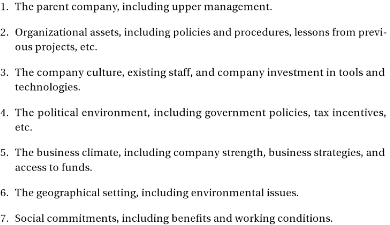 1. The parent company, including upper management.
2. Organizational assets, including policies and procedures, lessons from previ-
ous projects, etc.
3. The company culture, existing staff, and company investment in tools and
technologies.
4. The political environment, including government policies, tax incentives,
etc.
5. The business climate, including company strength, business strategies, and
access to funds.
6. The geographical setting, including environmental issues.
7. Social commitments, including benefits and working conditions.